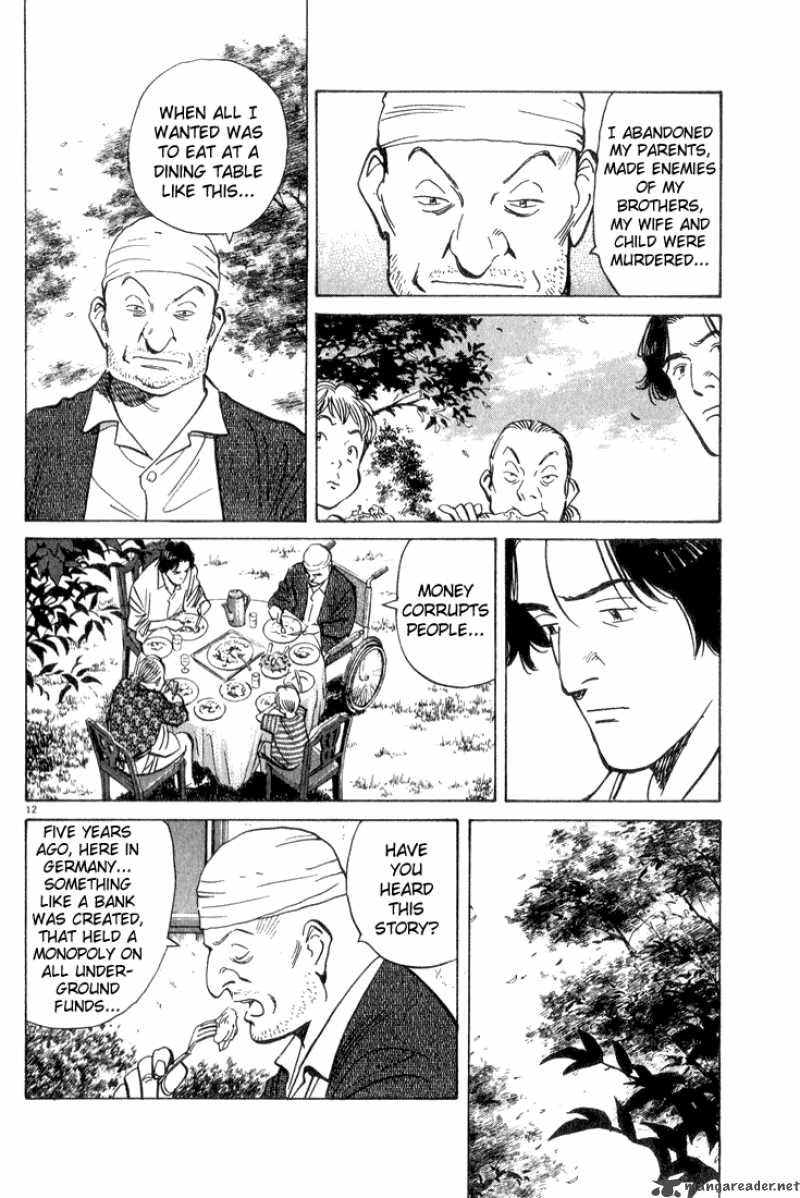 I ABANDONED
MY PARENTS,
MADE ENEMIES
OF MY
BROTHERS,
MY WIFE AND
CHILD WERE
MURDERED...
WHEN ALL I
WANTED WAS
TO EAT AT A
DINING TABLE
LIKE THIS...
MONEY
CORRUPTS
PEOPLE...
12
HAVE
YOU
HEARD
THIS
STORY?
FIVE YEARS
AGO, HERE IN
GERMANY...
SOMETHING
LIKE A BANK
WAS CREATED,
THAT HELD A
MONOPOLY ON
ALL UNDER-
GROUND
FUNDS...
mangareader.net